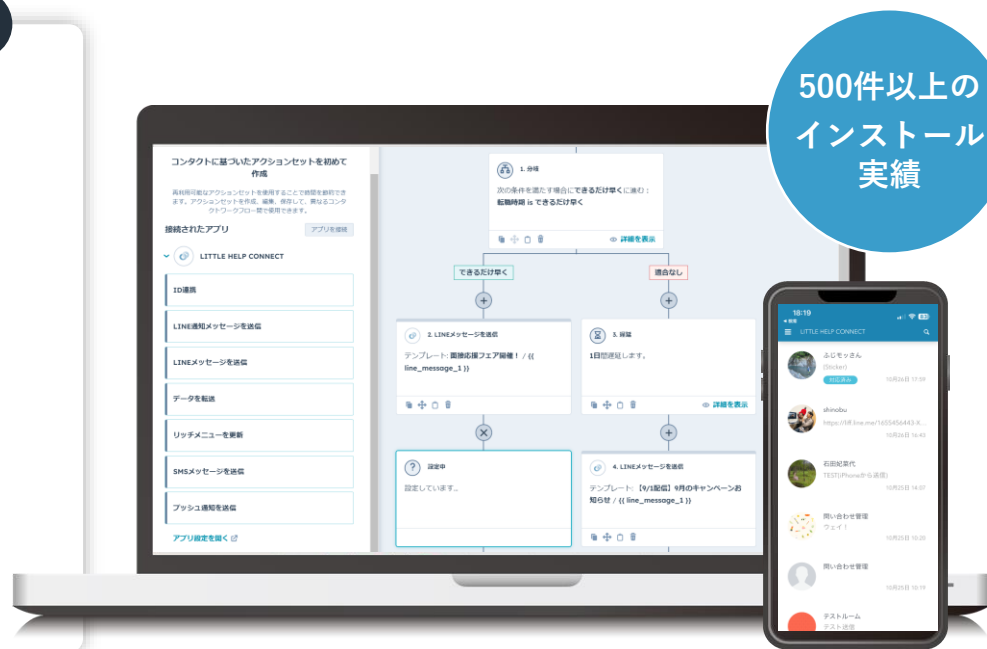 500件以上の
インストール
実績
コンタクトに基づいたアクションセットを初めて
作成
再利用可能なアクションセットを使用することで時間を節約でき
ます。アクションセットを作成、編集、保存して、異なるコンタ
クトワークフロー間で使用できます。
接続されたアプリ
アプリを接続
LITTLE HELP CONNECT
ID連携
LINE通知メッセージを送信
LINEメッセージを送信
データを転送
リッチメニューを更新
SMSメッセージを送信
プッシュ通知を送信
アプリ設定を開く
1. 分岐
次の条件を満たす場合にできるだけ早くに進む：
転職時期 is できるだけ早く
詳細を表示
できるだけ早く
適合なし
2. LINEメッセージを送信
テンプレート: 面接応援フェア開催！ / {{
line_message_1 }}
3. 遅延
1日間遅延します。
詳細を表示
設定中
設定しています。
4. LINEメッセージを送信
テンプレート: 【9/1配信】9月のキャンペーンお
知らせ / {{ line_message_1 }}
18:19
LITTLE HELP CONNECT
ふじモッさん
(Sticker)
対応済み
10月26日 17:09
shinobu
https://liff.line.me/1655456443-X...
10月26日 16:43
石田妃菜代
TEST(iPhoneから返信)
10月25日 14:07
問い合わせ管理
ウェイ！
10月25日 10:20
問い合わせ管理
10月25日 10:19
テストルーム
テスト送信